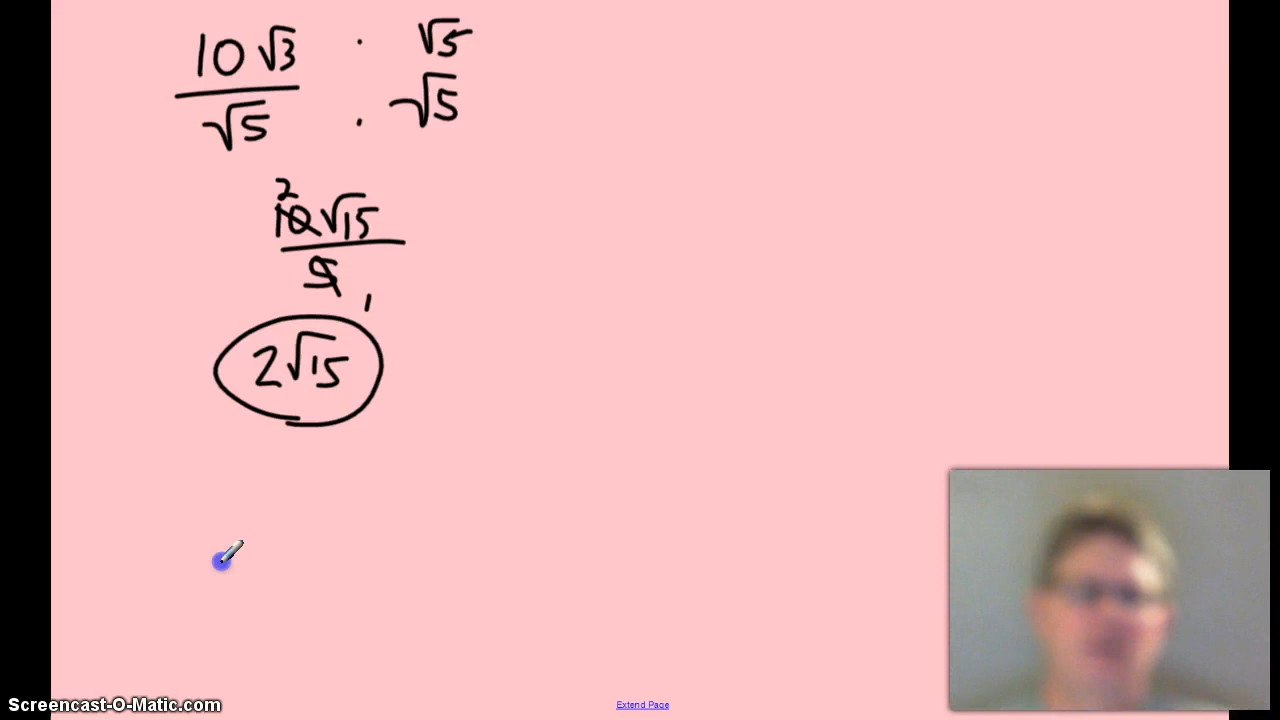 10√3 · √5
√5 · √5
2
10√15
5 1
2√15
Extend Page
Screencast-O-Matic.com